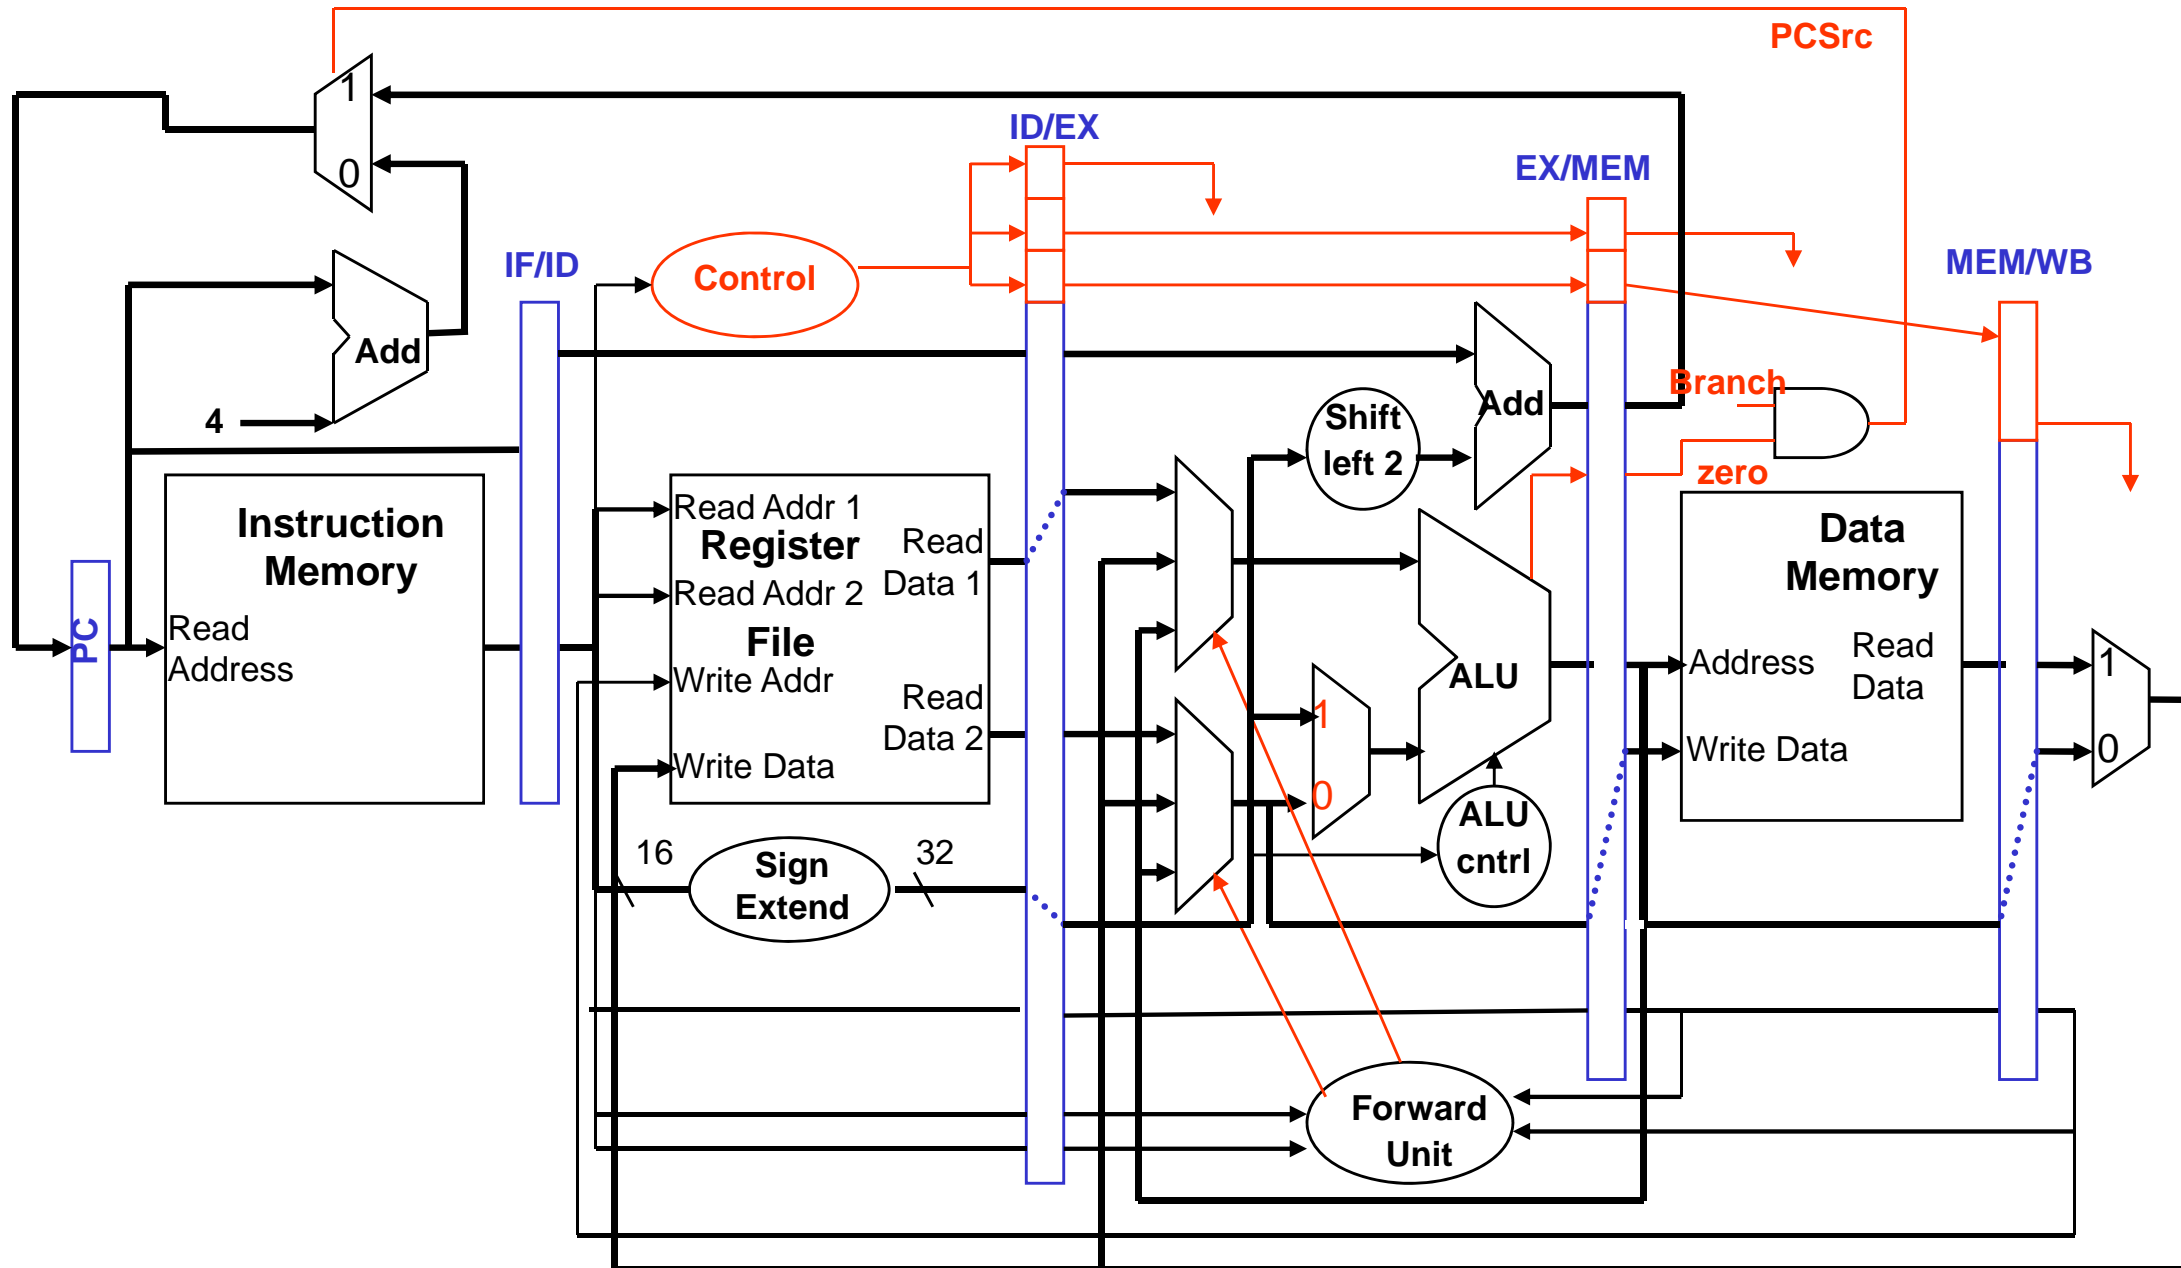 PCSrc
1
0
ID/EX
EX/MEM
IF/ID
Control
MEM/WB
Add
4
Branch
Add
Shift
left 2
zero
Instruction
Memory
Read
Address
PC
Read Addr 1
Register
Read Addr 2
File
Write Addr
Write Data
Read
Data 1
Read
Data 2
16
Sign
Extend
32
1
0
ALU
ALU
cntrl
Data
Memory
Address
Read
Data
Write Data
1
0
Forward
Unit